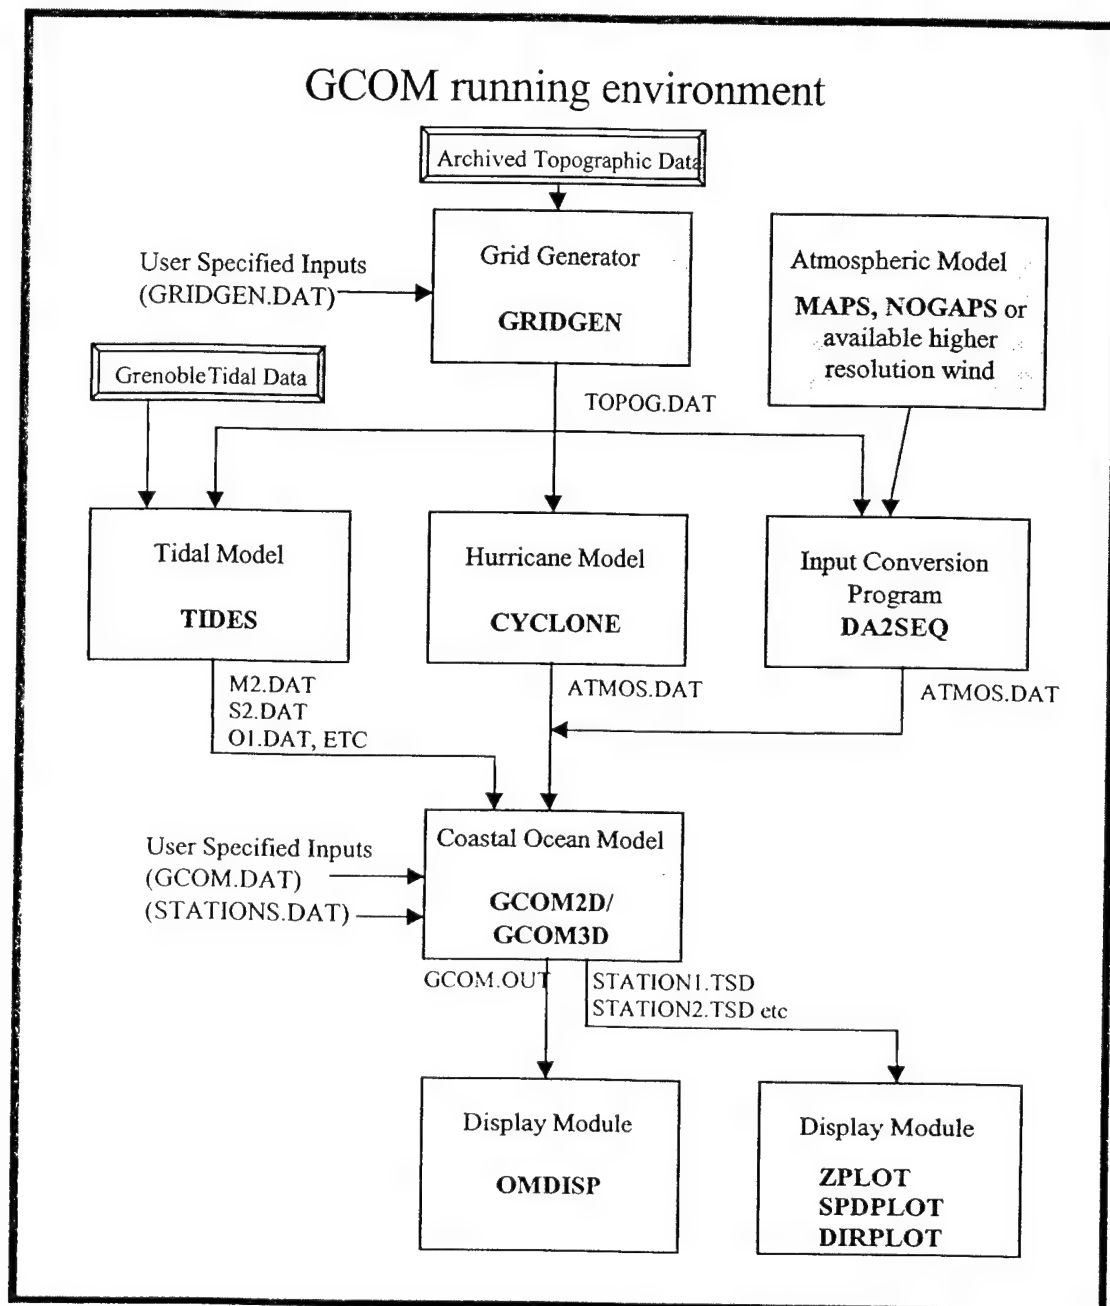 GCOM running environment
Archived Topographic Data
User Specified Inputs
(GRIDGEN.DAT)
Grid Generator
GRIDGEN
Atmospheric Model
MAPS, NOGAPS or
available higher
resolution wind
Grenoble Tidal Data
TOPOG.DAT
Tidal Model
TIDES
Hurricane Model
CYCLONE
Input Conversion
Program
DA2SEQ
M2.DAT
S2.DAT
O1.DAT, ETC
ATMOS.DAT
ATMOS.DAT
User Specified Inputs
(GCOM.DAT)
(STATIONS.DAT)
Coastal Ocean Model
GCOM2D/
GCOM3D
GCOM.OUT
STATION1.TSD
STATION2.TSD etc
Display Module
OMDISP
Display Module
ZPLOT
SPDPLOT
DIRPLOT